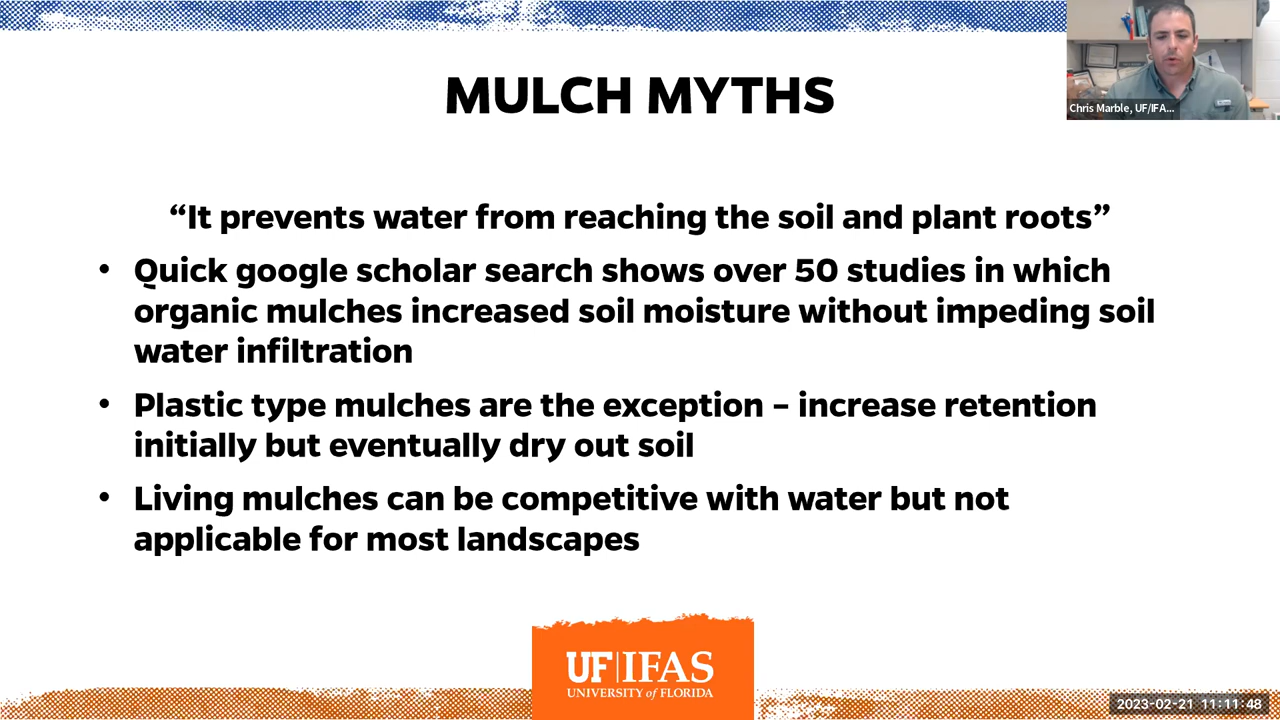 MULCH MYTHS
Chris Marble, UF/IFA...
“It prevents water from reaching the soil and plant roots”
• Quick google scholar search shows over 50 studies in which
organic mulches increased soil moisture without impeding soil
water infiltration
• Plastic type mulches are the exception – increase retention
initially but eventually dry out soil
• Living mulches can be competitive with water but not
applicable for most landscapes
UF|IFAS
UNIVERSITY of FLORIDA
2023-02-21 11:11:48